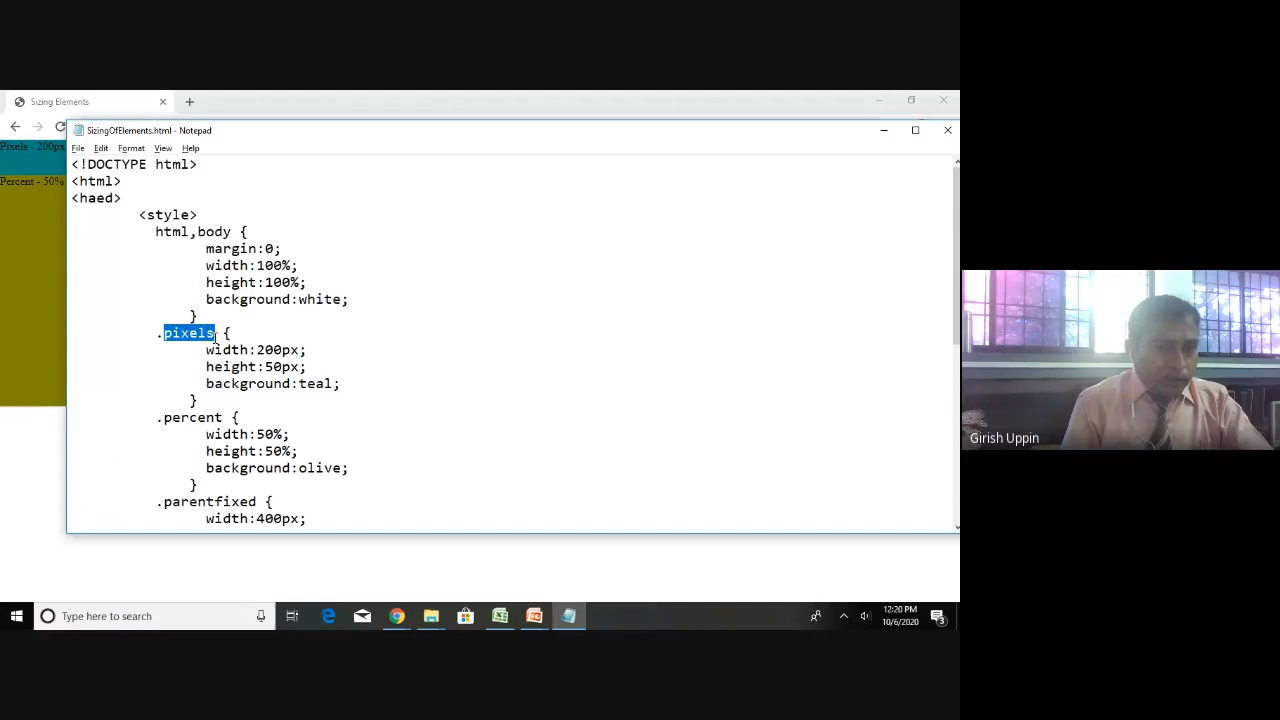 Sizing Elements
SizingOfElements.html - Notepad
File Edit Format View Help
Pixels - 200px
Percent - 50%
<!DOCTYPE html>
<html>
<haed>
<style>
html,body {
margin:0;
width:100%;
height:100%;
background:white;
}
.pixels {
width:200px;
height:50px;
background:teal;
}
.percent {
width:50%;
height:50%;
background:olive;
}
.parentfixed {
width:400px;
Girish Uppin
Type here to search
12:20 PM
10/6/2020
3